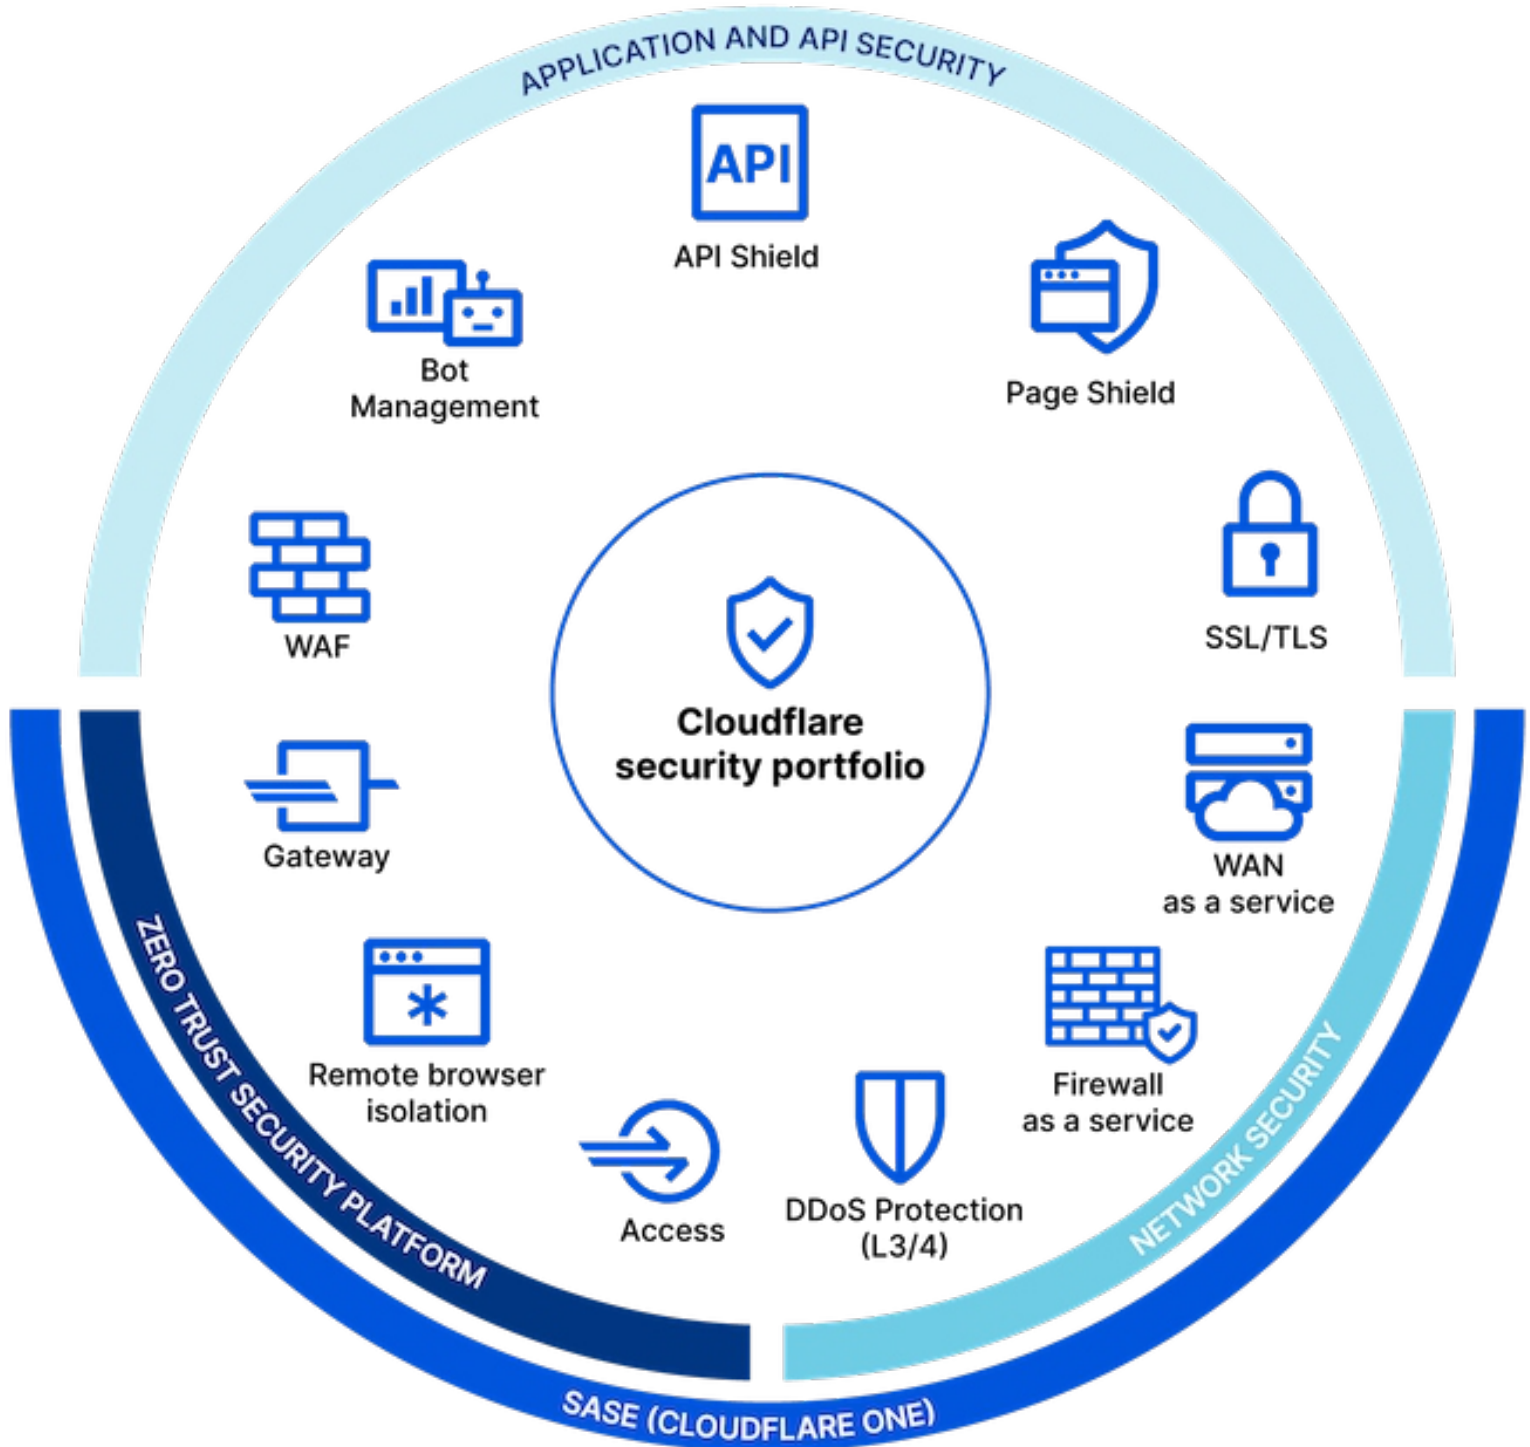 APPLICATION AND API SECURITY
API
API Shield
Bot
Management
Page Shield
WAF
SSL/TLS
Cloudflare
security portfolio
Gateway
WAN
as a service
Remote browser
isolation
Firewall
as a service
Access
DDoS Protection
(L3/4)
ZERO TRUST SECURITY PLATFORM
NETWORK SECURITY
SASE (CLOUDFLARE ONE)